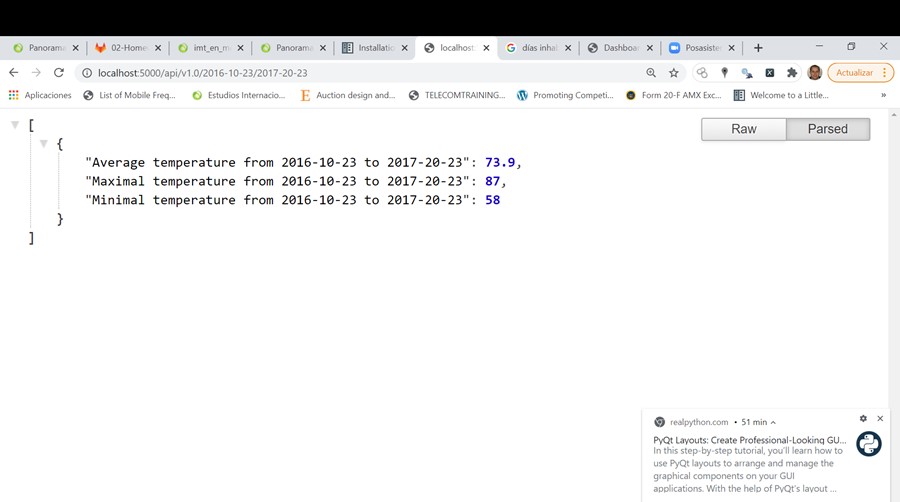 Panorama
02-Home
imt_en_m
Panorama
Installatio
localhost:
días inhal
Dashboar
Posasiste
localhost:5000/api/v1.0/2016-10-23/2017-20-23
Actualizar
Aplicaciones
List of Mobile Freq...
Estudios Internacio...
Auction design and...
TELECOMTRAINING...
Promoting Competi...
Form 20-F AMX Exc...
Welcome to a Little...
»
Raw
Parsed
[
{
"Average temperature from 2016-10-23 to 2017-20-23": 73.9,
"Maximal temperature from 2016-10-23 to 2017-20-23": 87,
"Minimal temperature from 2016-10-23 to 2017-20-23": 58
}
]
realpython.com • 51 min
PyQt Layouts: Create Professional-Looking GU...
In this step-by-step tutorial, you'll learn how to
use PyQt layouts to arrange and manage the
graphical components on your GUI
applications. With the help of PyQt's layout ...